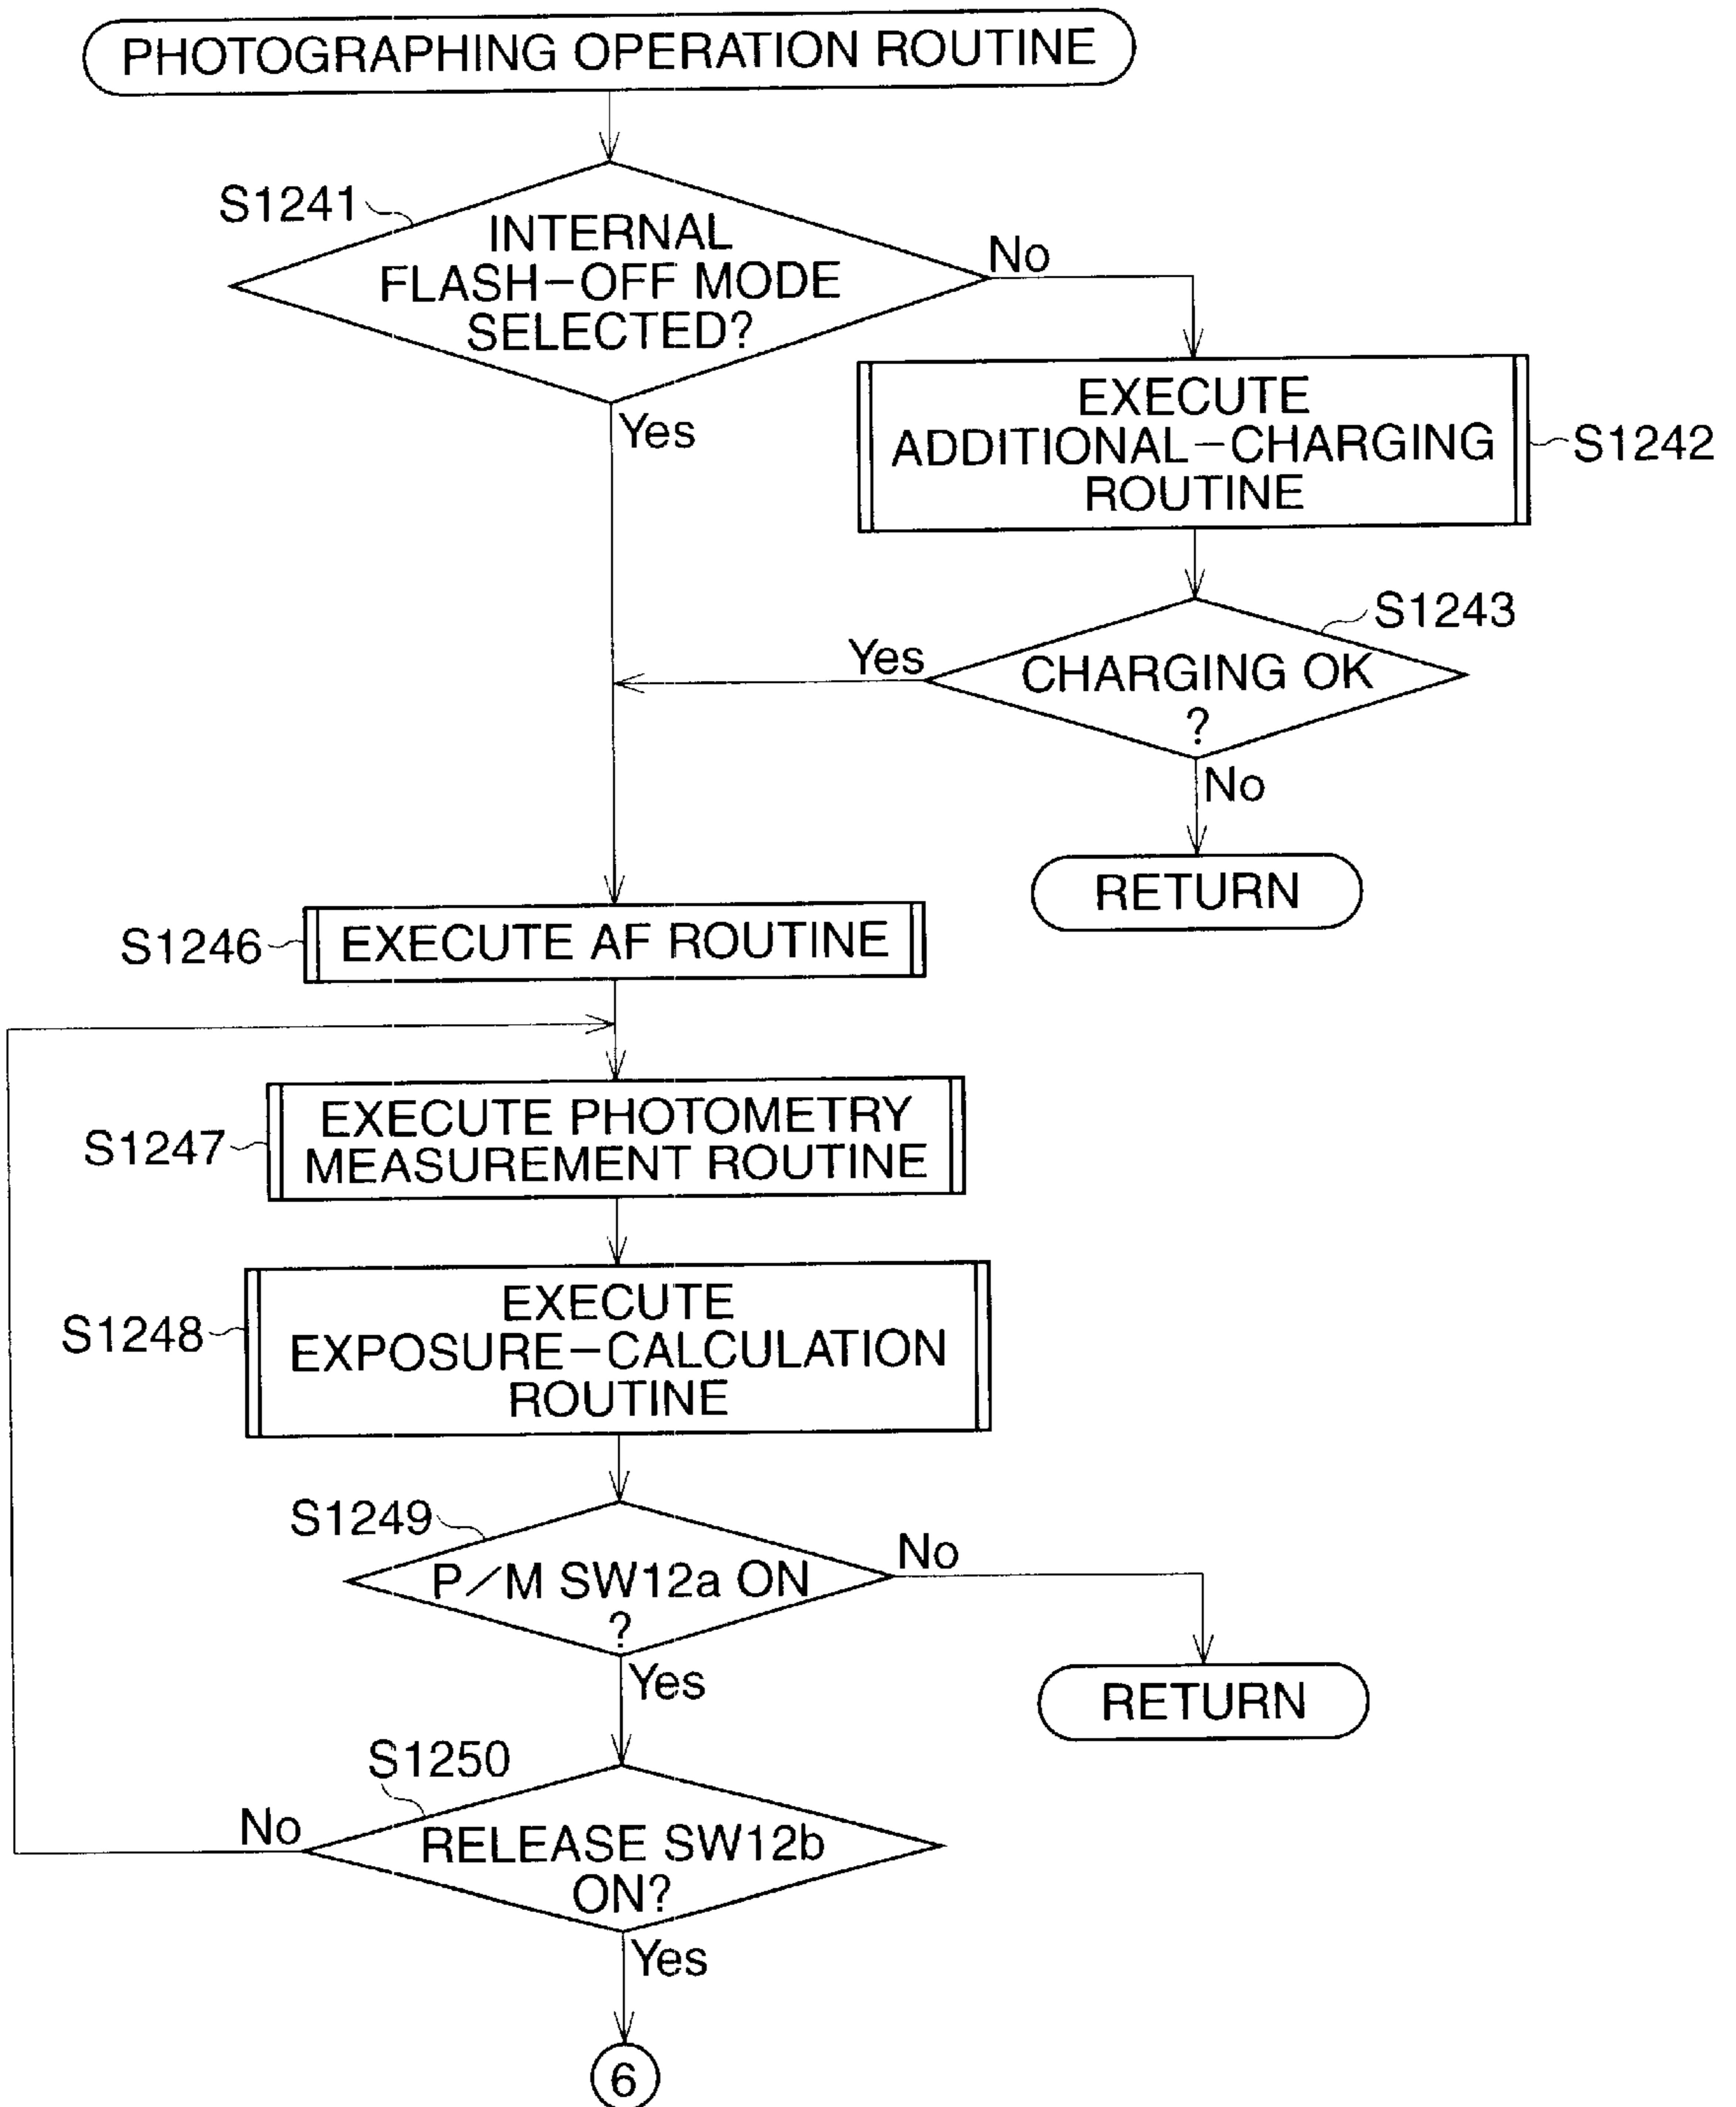 PHOTOGRAPHING OPERATION ROUTINE
S1241
INTERNAL
FLASH-OFF MODE
SELECTED?
No
Yes
EXECUTE
ADDITIONAL-CHARGING
ROUTINE
S1242
S1243
CHARGING OK
?
Yes
No
RETURN
S1246
EXECUTE AF ROUTINE
S1247
EXECUTE PHOTOMETRY
MEASUREMENT ROUTINE
S1248
EXECUTE
EXPOSURE-CALCULATION
ROUTINE
S1249
P/M SW12a ON
?
No
Yes
RETURN
S1250
No
RELEASE SW12b
ON?
Yes
6